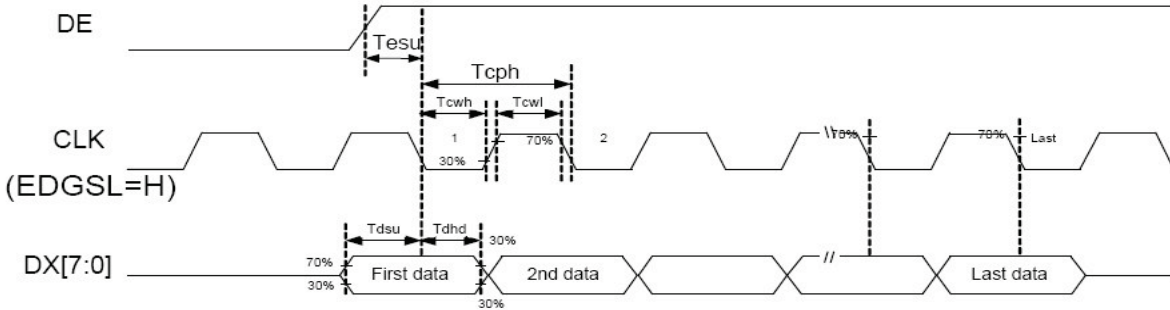 DE
Tesu
Tcph
Tcwh
Tcwl
CLK
1
30%
70%
2
\\
70%
70%
Last
(EDGSL=H)
Tdsu
Tdhd
30%
DX[7:0]
70%
30%
First data
2nd data
//
Last data
30%